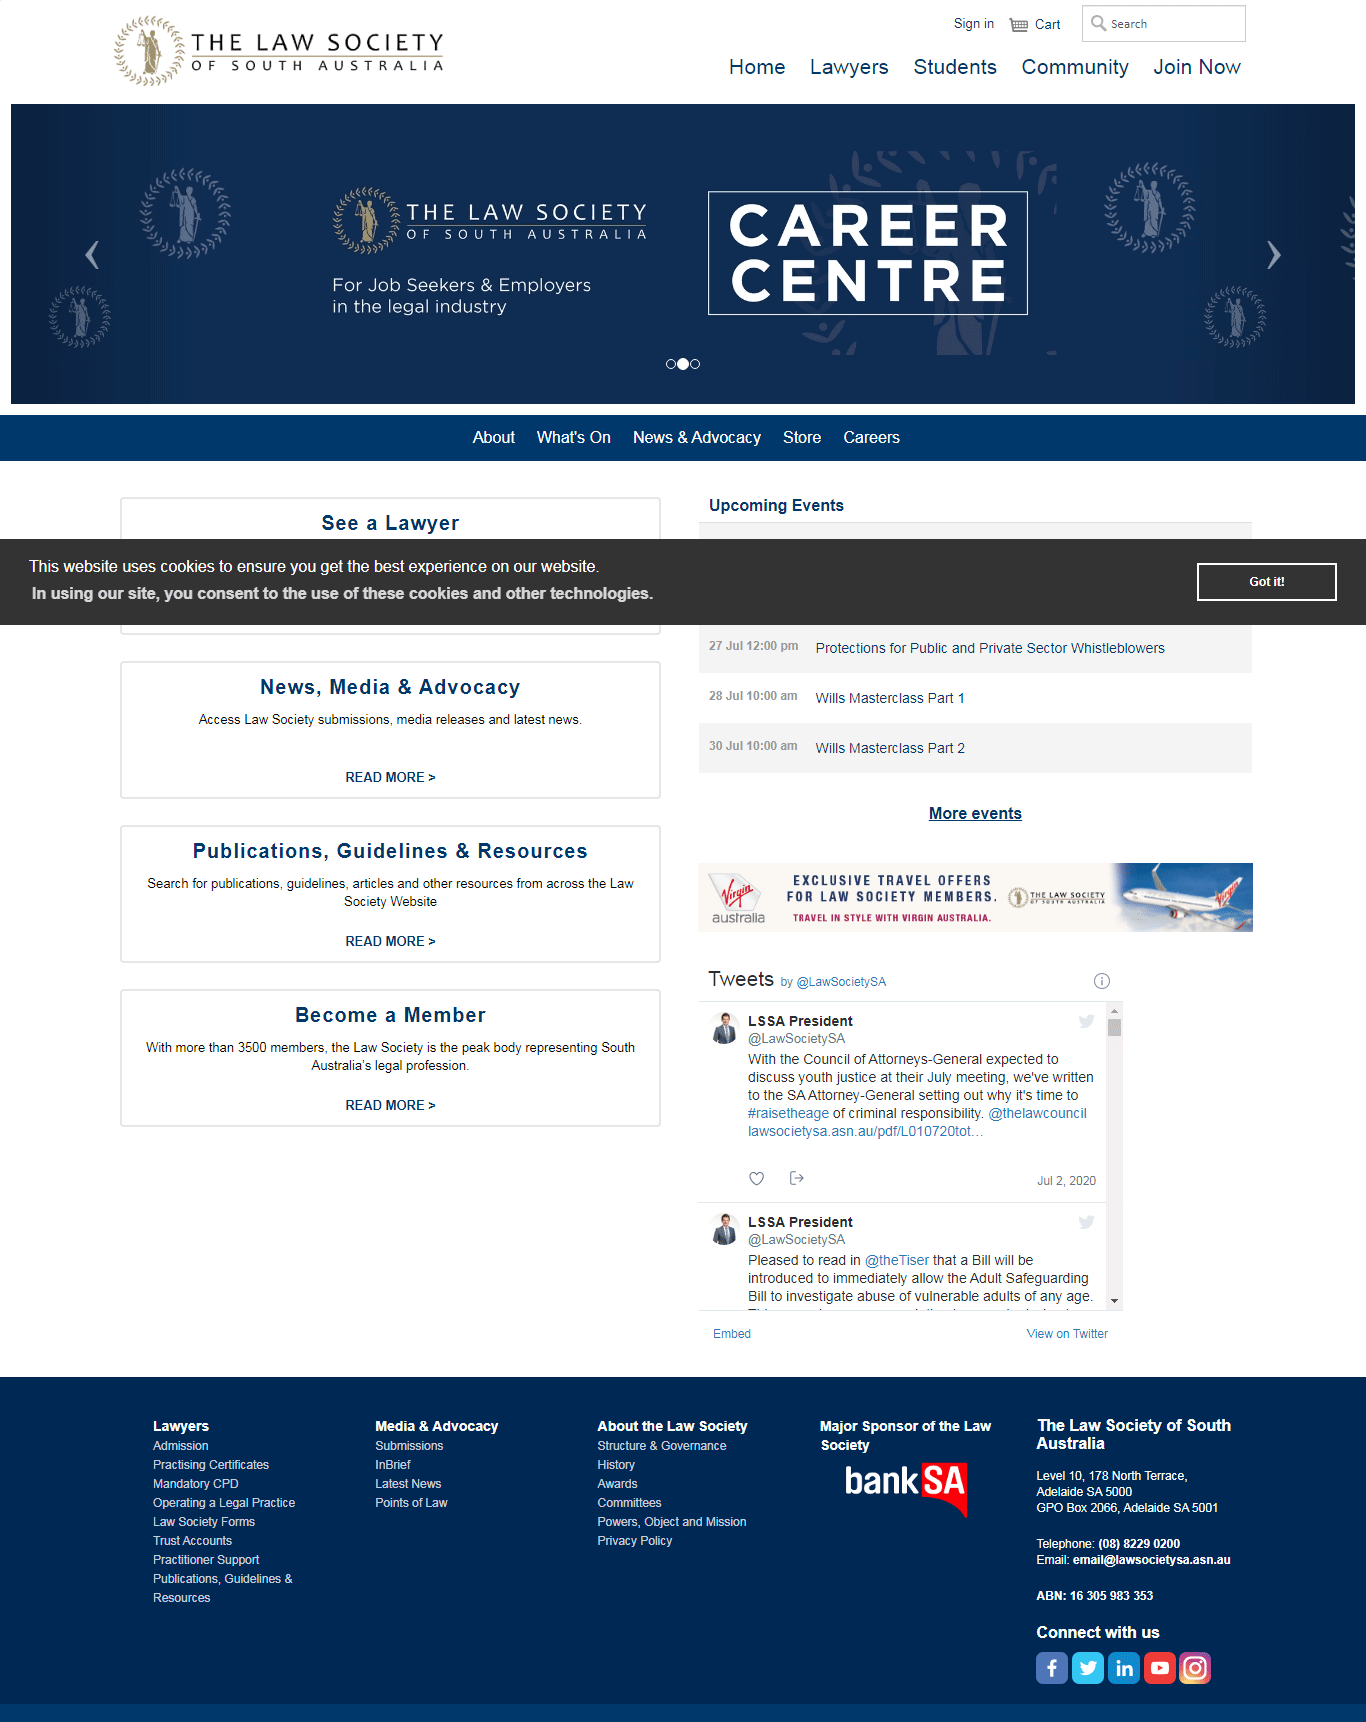 THE LAW SOCIETY
OF SOUTH AUSTRALIA
Sign in
Cart
Search
Home
Lawyers
Students
Community
Join Now
THE LAW SOCIETY
OF SOUTH AUSTRALIA
For Job Seekers & Employers
in the legal industry
CAREER
CENTRE
About
What's On
News & Advocacy
Store
Careers
See a Lawyer
Upcoming Events
This website uses cookies to ensure you get the best experience on our website.
In using our site, you consent to the use of these cookies and other technologies.
Got it!
27 Jul 12:00 pm Protections for Public and Private Sector Whistleblowers
28 Jul 10:00 am Wills Masterclass Part 1
30 Jul 10:00 am Wills Masterclass Part 2
More events
News, Media & Advocacy
Access Law Society submissions, media releases and latest news.
READ MORE >
Publications, Guidelines & Resources
Search for publications, guidelines, articles and other resources from across the Law
Society Website
READ MORE >
Become a Member
With more than 3500 members, the Law Society is the peak body representing South
Australia's legal profession.
READ MORE >
Virgin
australia
EXCLUSIVE TRAVEL OFFERS
FOR LAW SOCIETY MEMBERS.
TRAVEL IN STYLE WITH VIRGIN AUSTRALIA.
THE LAW SOCIETY
OF SOUTH AUSTRALIA
Tweets by @LawSocietySA
LSSA President
@LawSocietySA
With the Council of Attorneys-General expected to
discuss youth justice at their July meeting, we've written
to the SA Attorney-General setting out why it's time to
#raisetheage of criminal responsibility. @thelawcouncil
lawsocietysa.asn.au/pdf/L010720tot…
Jul 2, 2020
LSSA President
@LawSocietySA
Pleased to read in @theTiser that a Bill will be
introduced to immediately allow the Adult Safeguarding
Bill to investigate abuse of vulnerable adults of any age.
Embed
View on Twitter
Lawyers
Admission
Practising Certificates
Mandatory CPD
Operating a Legal Practice
Law Society Forms
Trust Accounts
Practitioner Support
Publications, Guidelines &
Resources
Media & Advocacy
Submissions
InBrief
Latest News
Points of Law
About the Law Society
Structure & Governance
History
Awards
Committees
Powers, Object and Mission
Privacy Policy
Major Sponsor of the Law
Society
bankSA
The Law Society of South
Australia
Level 10, 178 North Terrace,
Adelaide SA 5000
GPO Box 2066, Adelaide SA 5001
Telephone: (08) 8229 0200
Email: email@lawsocietysa.asn.au
ABN: 16 305 983 353
Connect with us